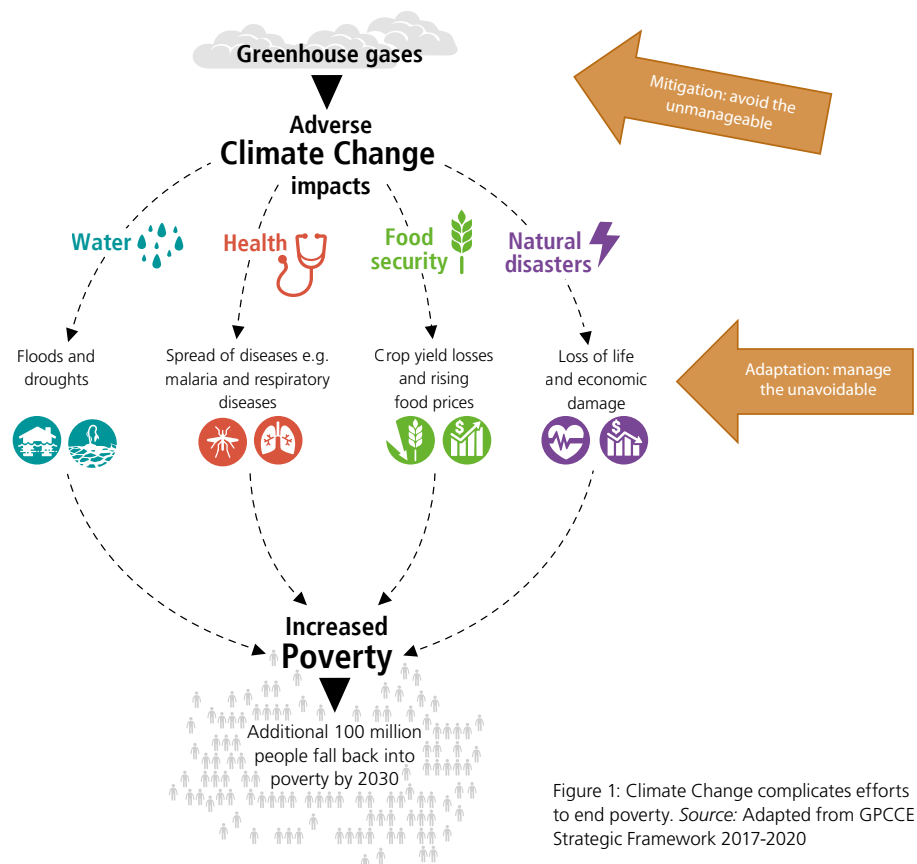 Greenhouse gases
Mitigation: avoid the
unmanageable
Adverse
Climate Change
impacts
Water
Health
Food
security
Natural
disasters
Floods and
droughts
Spread of diseases e.g.
malaria and respiratory
diseases
Crop yield losses
and rising
food prices
Loss of life
and economic
damage
Adaptation: manage
the unavoidable
$
$
Increased
Poverty
Additional 100 million
people fall back into
poverty by 2030
Figure 1: Climate Change complicates efforts
to end poverty. Source: Adapted from GPCCE
Strategic Framework 2017-2020